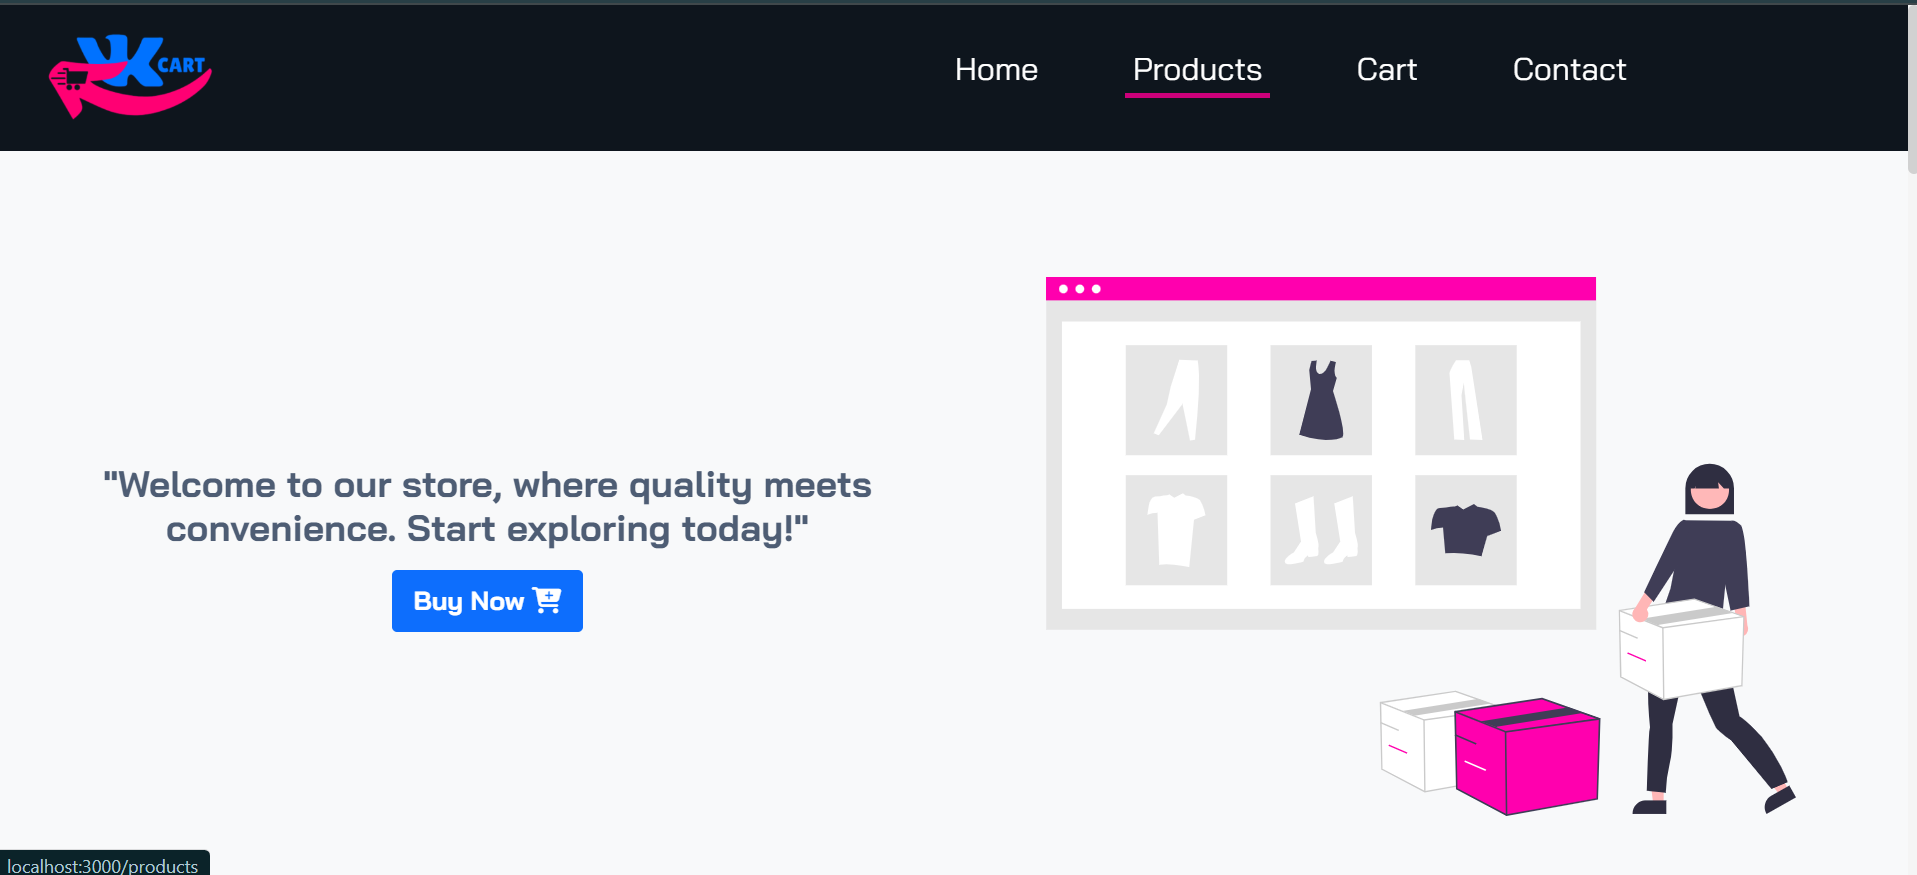 VK CART
Home
Products
Cart
Contact
"Welcome to our store, where quality meets
convenience. Start exploring today!"
Buy Now
localhost:3000/products